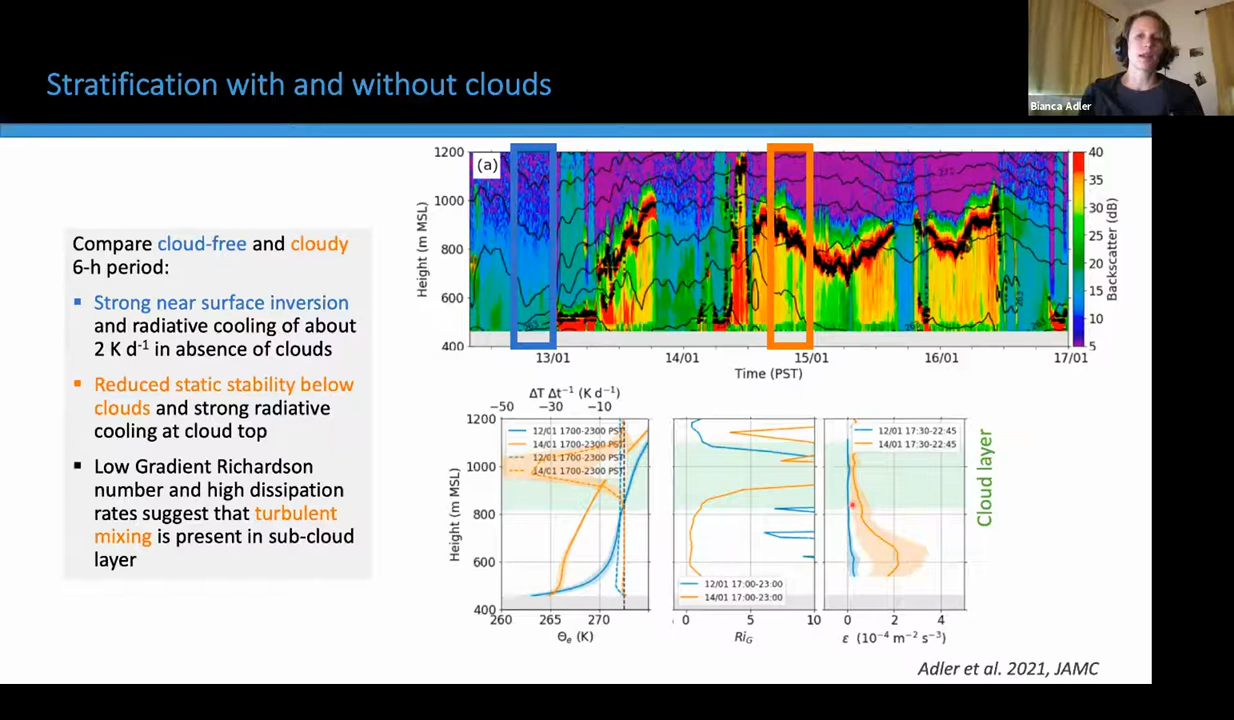 Stratification with and without clouds
Bianca Adler
Compare cloud-free and cloudy
6-h period:
▪ Strong near surface inversion
and radiative cooling of about
2 K d-1 in absence of clouds
▪ Reduced static stability below
clouds and strong radiative
cooling at cloud top
▪ Low Gradient Richardson
number and high dissipation
rates suggest that turbulent
mixing is present in sub-cloud
layer
(a)
1200
1000
800
600
400
Height (m MSL)
13/01
14/01
15/01
16/01
17/01
Time (PST)
40
35
30
25
20
15
10
5
Backscatter (dB)
ΔT Δt⁻¹ (K d⁻¹)
−50 −30 −10
1200
1000
800
600
400
Height (m MSL)
12/01 1700-2300 PST
14/01 1700-2300 PST
12/01 1700-2300 PST
14/01 1700-2300 PST
260 265 270
Θe (K)
12/01 17:00-23:00
14/01 17:00-23:00
0 5 10
RiG
12/01 17:30-22:45
14/01 17:30-22:45
0 2 4
ε (10⁻⁴ m⁻² s⁻³)
Cloud layer
Adler et al. 2021, JAMC